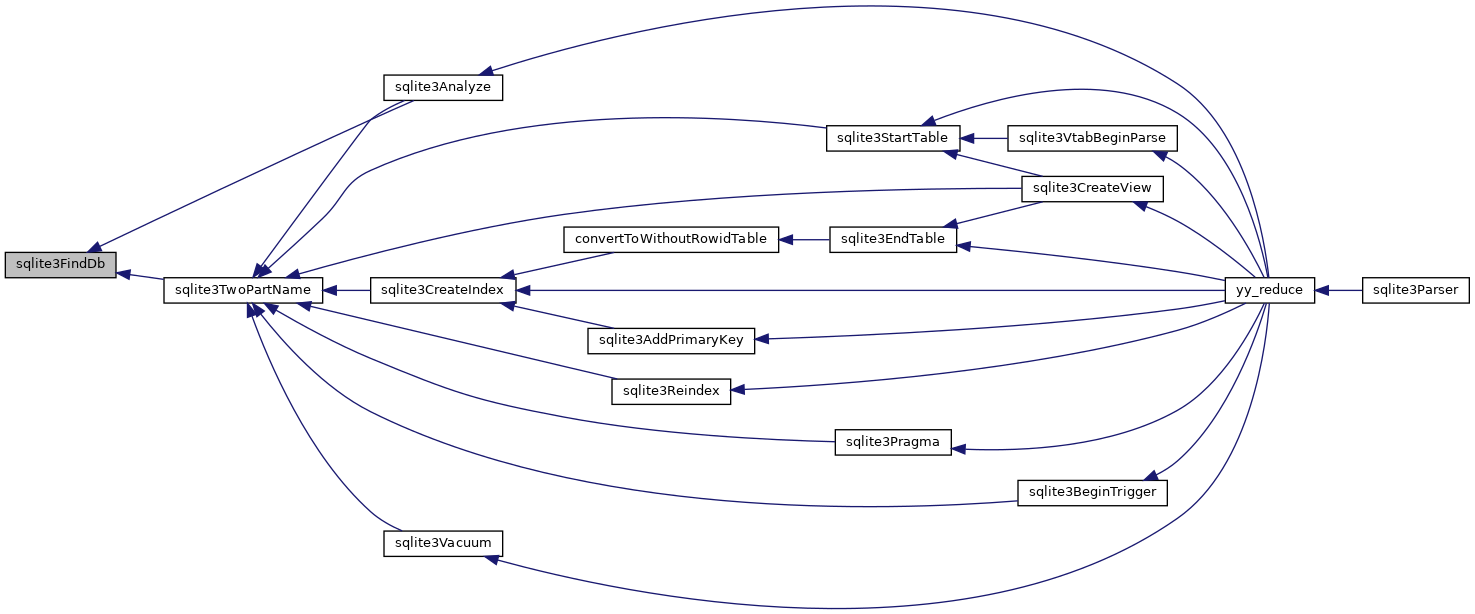 sqlite3Analyze
sqlite3StartTable
sqlite3VtabBeginParse
sqlite3CreateView
convertToWithoutRowidTable
sqlite3EndTable
sqlite3FindDb
sqlite3TwoPartName
sqlite3CreateIndex
yy_reduce
sqlite3Parser
sqlite3AddPrimaryKey
sqlite3Reindex
sqlite3Pragma
sqlite3BeginTrigger
sqlite3Vacuum